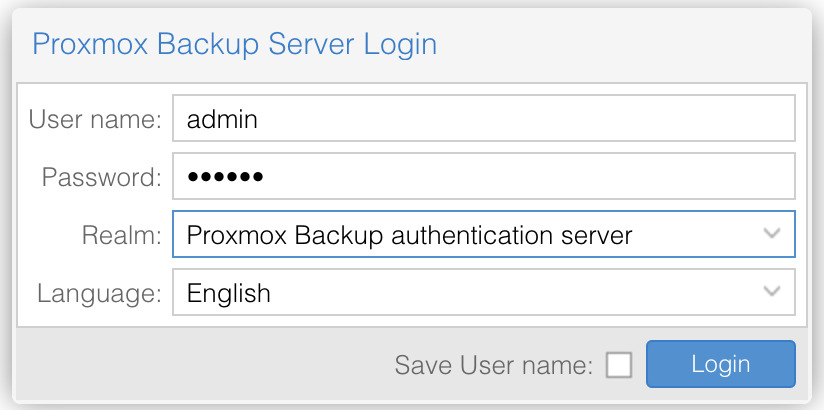 Proxmox Backup Server Login
User name: admin
Password: ••••••
Realm: Proxmox Backup authentication server
Language: English
Save User name: Login